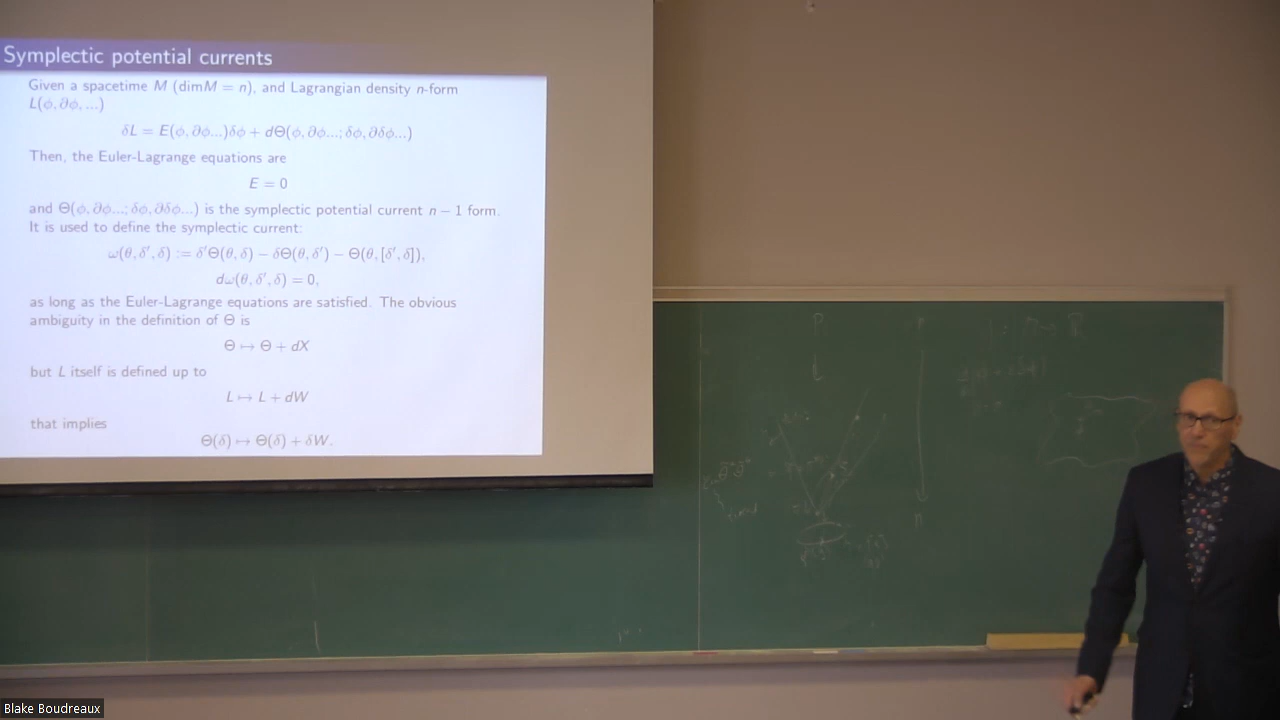 Symplectic potential currents
Given a spacetime M (dimM = n), and Lagrangian density n-form
L(ϕ, ∂ϕ, ...)
δL = E(ϕ, ∂ϕ...)δϕ + dΘ(ϕ, ∂ϕ...; δϕ, ∂δϕ...)
Then, the Euler-Lagrange equations are
E = 0
and Θ(ϕ, ∂ϕ...; δϕ, ∂δϕ...) is the symplectic potential current n − 1 form.
It is used to define the symplectic current:
ω(θ, δ′, δ) := δ′Θ(θ, δ) − δΘ(θ, δ′) − Θ(θ, [δ′, δ]),
dω(θ, δ′, δ) = 0,
as long as the Euler-Lagrange equations are satisfied. The obvious
ambiguity in the definition of Θ is
Θ ↦ Θ + dX
but L itself is defined up to
L ↦ L + dW
that implies
Θ(δ) ↦ Θ(δ) + δW.
Blake Boudreaux